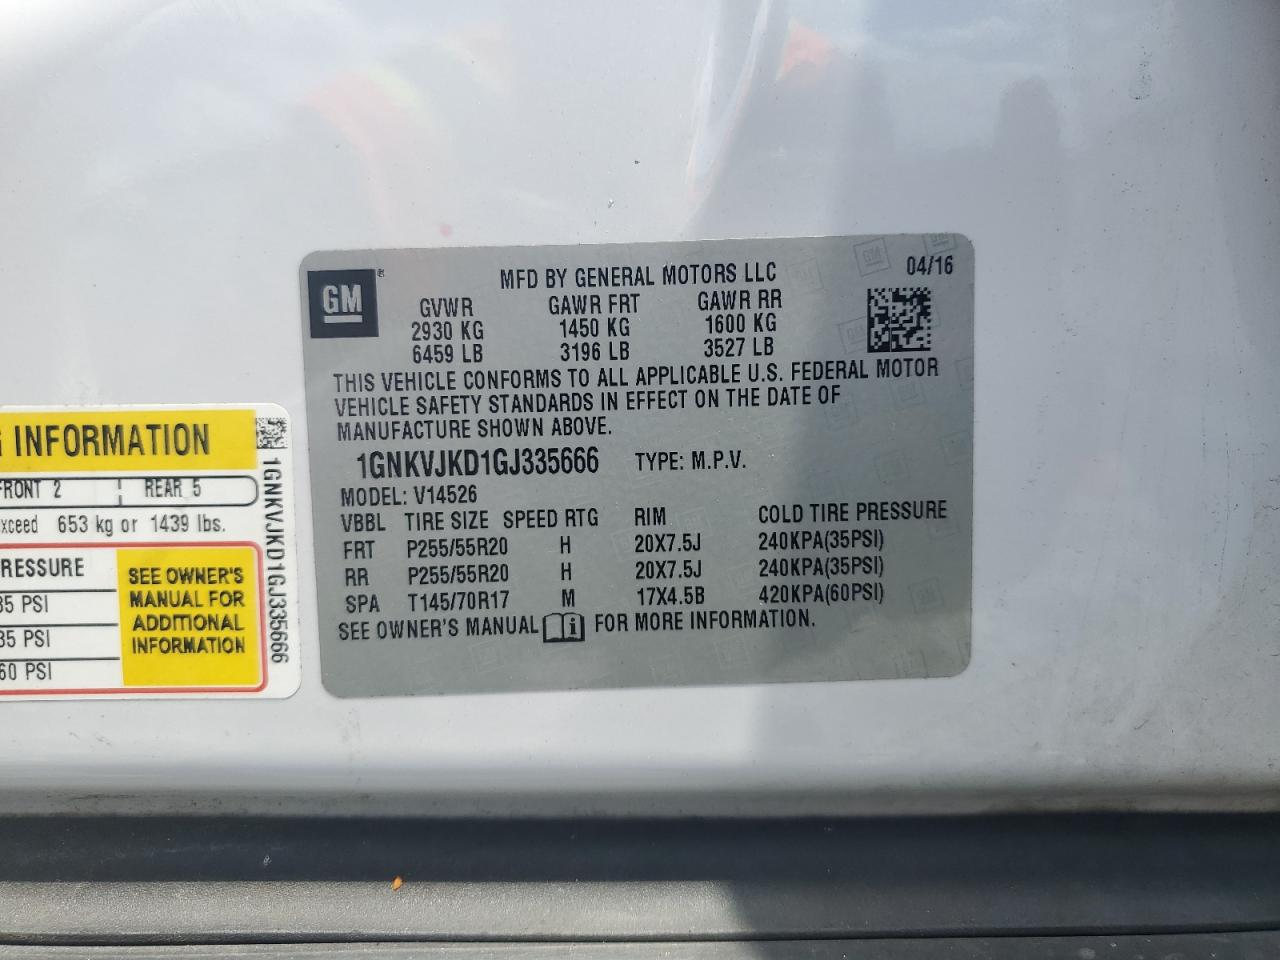 GM ®
MFD BY GENERAL MOTORS LLC 04/16
GVWR GAWR FRT GAWR RR
2930 KG 1450 KG 1600 KG
6459 LB 3196 LB 3527 LB
THIS VEHICLE CONFORMS TO ALL APPLICABLE U.S. FEDERAL MOTOR
VEHICLE SAFETY STANDARDS IN EFFECT ON THE DATE OF
MANUFACTURE SHOWN ABOVE.
1GNKVJKD1GJ335666 TYPE: M.P.V.
MODEL: V14526
VBBL TIRE SIZE SPEED RTG RIM COLD TIRE PRESSURE
FRT P255/55R20 H 20X7.5J 240KPA(35PSI)
RR P255/55R20 H 20X7.5J 240KPA(35PSI)
SPA T145/70R17 M 17X4.5B 420KPA(60PSI)
SEE OWNER'S MANUAL FOR MORE INFORMATION.
G INFORMATION
FRONT 2 REAR 5
xceed 653 kg or 1439 lbs.
RESSURE
35 PSI
35 PSI
60 PSI
SEE OWNER'S
MANUAL FOR
ADDITIONAL
INFORMATION
1GNKVJKD1GJ335666